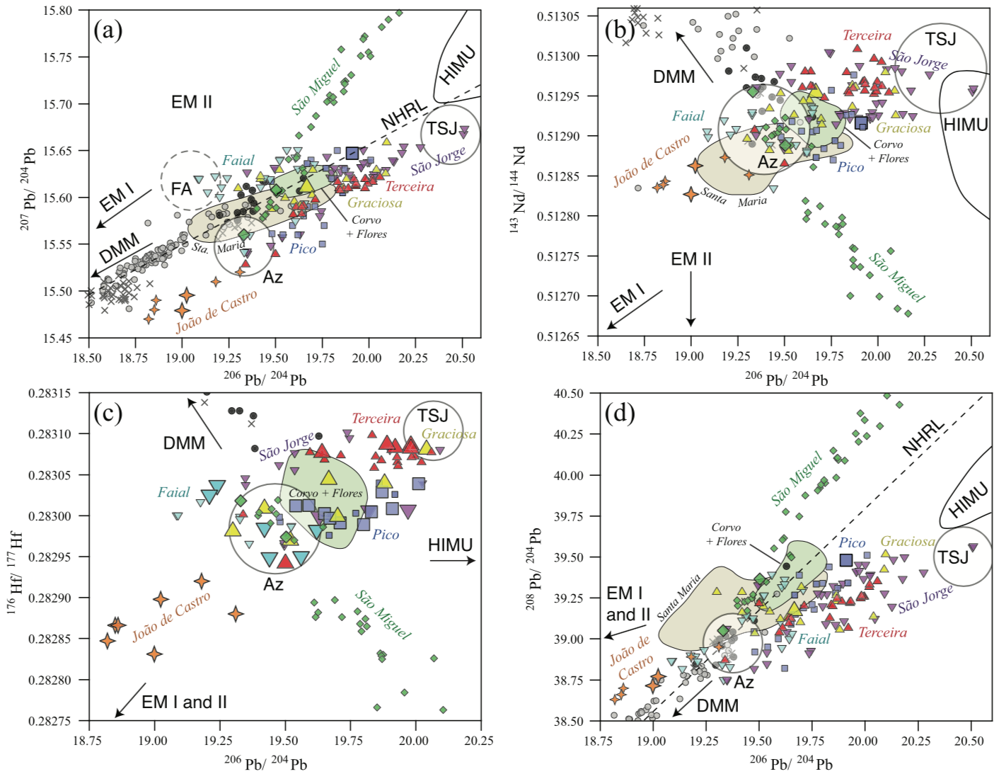 (a)
15.80
15.75
15.70
15.65
15.60
15.55
15.50
15.45
207Pb/ 204Pb
EM II
São Miguel
HIMU
NHRL
TSJ
São Jorge
Faial
FA
EM I
DMM
Terceira
Graciosa
Corvo
+ Flores
Sta. Maria
Pico
Az
João de Castro
18.50 18.75 19.00 19.25 19.50 19.75 20.00 20.25 20.50
206Pb/ 204Pb
(b)
0.51305
0.51300
0.51295
0.51290
0.51285
0.51280
0.51275
0.51270
0.51265
143Nd/ 144Nd
DMM
Terceira
TSJ
São Jorge
Faial
HIMU
Graciosa
Corvo
+ Flores
João de Castro
Az
Pico
Santa Maria
EM II
EM I
São Miguel
18.50 18.75 19.00 19.25 19.50 19.75 20.00 20.25 20.50
206Pb/ 204Pb
(c)
0.28315
0.28310
0.28305
0.28300
0.28295
0.28290
0.28285
0.28280
0.28275
176Hf/ 177Hf
DMM
Terceira
TSJ
Graciosa
São Jorge
Faial
Corvo + Flores
Pico
HIMU
Az
João de Castro
São Miguel
EM I and II
18.75 19.00 19.25 19.50 19.75 20.00 20.25
206Pb/ 204Pb
(d)
40.50
40.25
40.00
39.75
39.50
39.25
39.00
38.75
38.50
208Pb/ 204Pb
NHRL
São Miguel
HIMU
Corvo
+ Flores
Pico
Graciosa
TSJ
Santa Maria
EM I
and II
São Jorge
Terceira
Faial
João de
Castro
Az
DMM
18.75 19.00 19.25 19.50 19.75 20.00 20.25 20.50
206Pb/ 204Pb